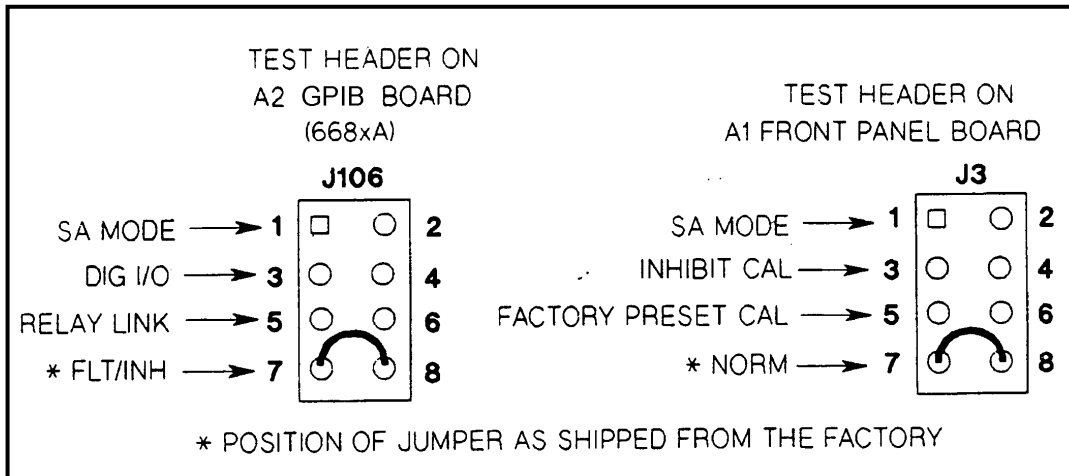 TEST HEADER ON
A2 GPIB BOARD
(668xA)
J106
SA MODE 1 2
DIG I/O 3 4
RELAY LINK 5 6
* FLT/INH 7 8
TEST HEADER ON
A1 FRONT PANEL BOARD
J3
SA MODE 1 2
INHIBIT CAL 3 4
FACTORY PRESET CAL 5 6
* NORM 7 8
* POSITION OF JUMPER AS SHIPPED FROM THE FACTORY